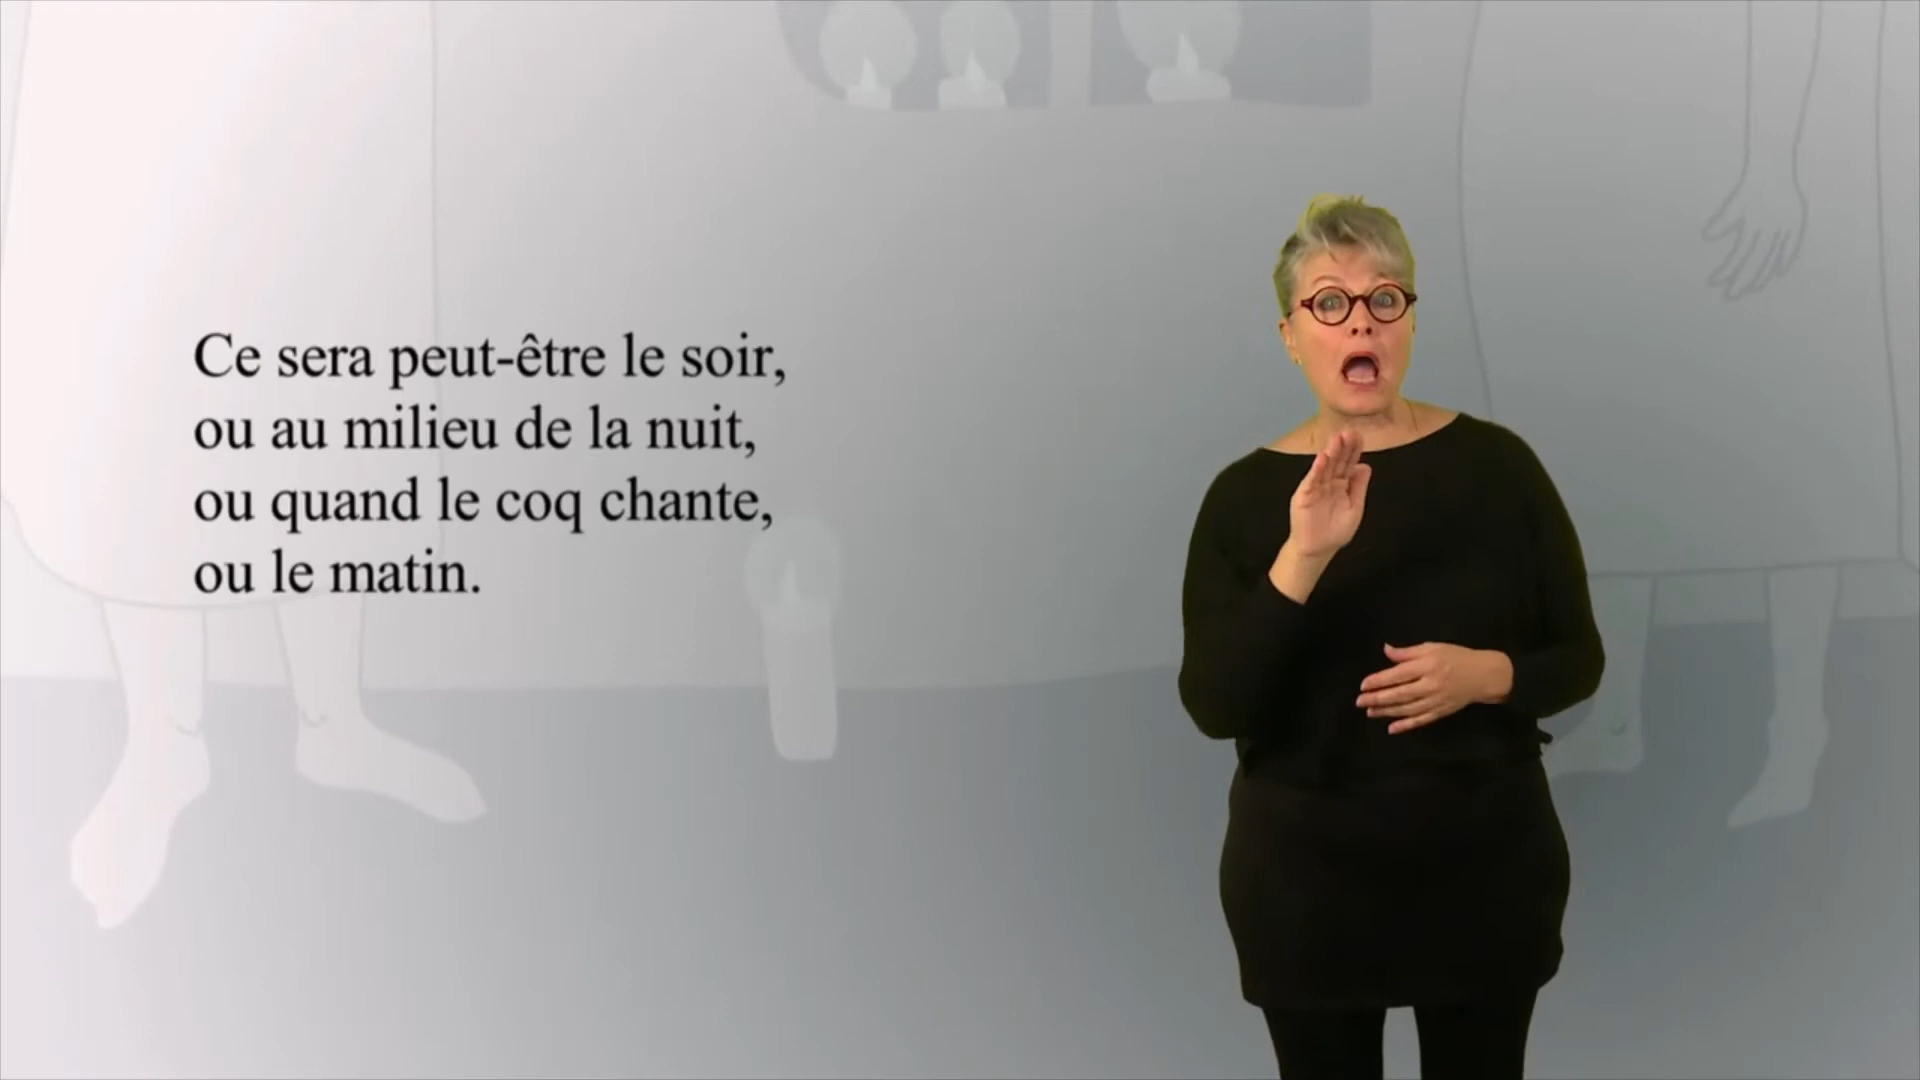 Ce sera peut-être le soir,
ou au milieu de la nuit,
ou quand le coq chante,
ou le matin.